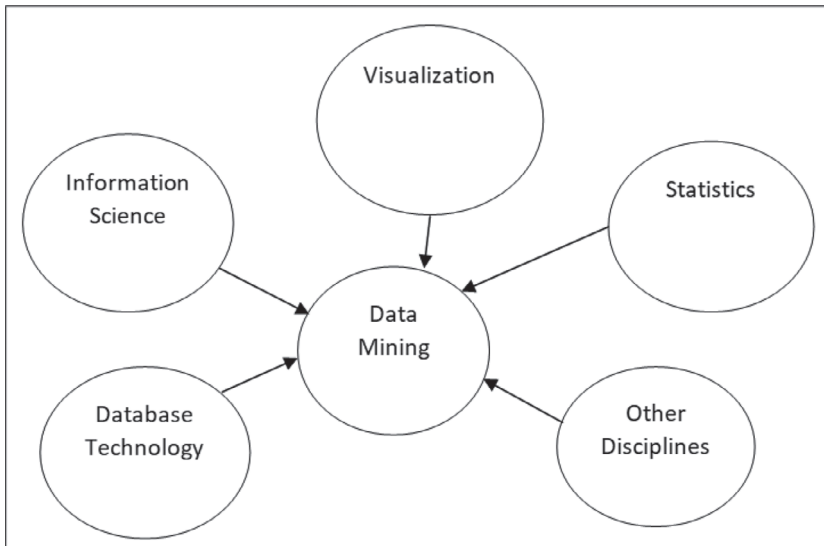 Visualization
Information
Science
Statistics
Data
Mining
Database
Technology
Other
Disciplines